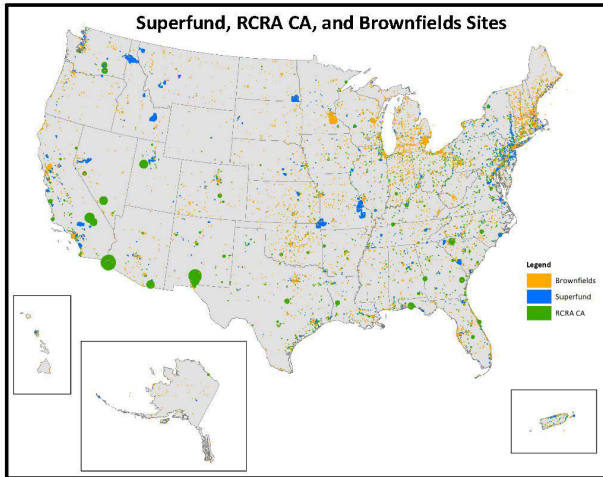 Superfund, RCRA CA, and Brownfields Sites
Legend
Brownfields
Superfund
RCRA CA